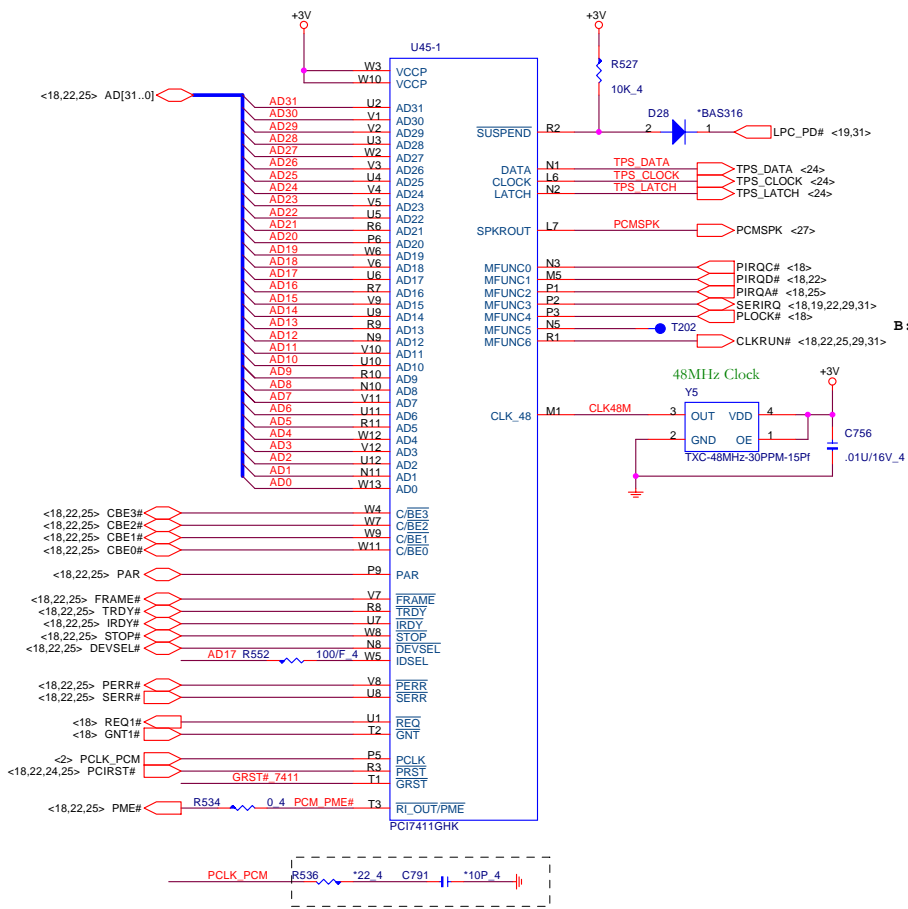 +3V
+3V
U45-1
W3 VCCP
W10 VCCP
R527
10K_4
<18,22,25> AD[31..0]
AD31 U2 AD31
AD30 V1 AD30
AD29 V2 AD29
AD28 U3 AD28
AD27 W2 AD27
AD26 V3 AD26
AD25 U4 AD25
AD24 V4 AD24
AD23 V5 AD23
AD22 U5 AD22
AD21 R6 AD21
AD20 P6 AD20
AD19 W6 AD19
AD18 V6 AD18
AD17 U6 AD17
AD16 R7 AD16
AD15 V9 AD15
AD14 U9 AD14
AD13 R9 AD13
AD12 N9 AD12
AD11 V10 AD11
AD10 U10 AD10
AD9 R10 AD9
AD8 N10 AD8
AD7 V11 AD7
AD6 U11 AD6
AD5 R11 AD5
AD4 W12 AD4
AD3 V12 AD3
AD2 U12 AD2
AD1 N11 AD1
AD0 W13 AD0
D28 *BAS316
SUSPEND R2 2 1 LPC_PD# <19,31>
DATA N1 TPS_DATA TPS_DATA <24>
CLOCK L6 TPS_CLOCK TPS_CLOCK <24>
LATCH N2 TPS_LATCH TPS_LATCH <24>
SPKROUT L7 PCMSPK PCMSPK <27>
MFUNC0 N3 PIRQC# <18>
MFUNC1 M5 PIRQD# <18,22>
MFUNC2 P1 PIRQA# <18,25>
MFUNC3 P2 SERIRQ <18,19,22,29,31>
MFUNC4 P3 PLOCK# <18>
MFUNC5 N5 T202
MFUNC6 R1 CLKRUN# <18,22,25,29,31>
B:
48MHz Clock
+3V
Y5
CLK_48 M1 CLK48M 3 OUT VDD 4
2 GND OE 1
TXC-48MHz-30PPM-15Pf
C756
.01U/16V_4
<18,22,25> CBE3# W4 C/BE3
<18,22,25> CBE2# W7 C/BE2
<18,22,25> CBE1# W9 C/BE1
<18,22,25> CBE0# W11 C/BE0
<18,22,25> PAR P9 PAR
<18,22,25> FRAME# V7 FRAME
<18,22,25> TRDY# R8 TRDY
<18,22,25> IRDY# U7 IRDY
<18,22,25> STOP# W8 STOP
<18,22,25> DEVSEL# N8 DEVSEL
AD17 R552 100/F_4 W5 IDSEL
<18,22,25> PERR# V8 PERR
<18,22,25> SERR# U8 SERR
<18> REQ1# U1 REQ
<18> GNT1# T2 GNT
<2> PCLK_PCM P5 PCLK
<18,22,24,25> PCIRST# R3 PRST
GRST#_7411 T1 GRST
<18,22,25> PME# R534 0_4 PCM_PME# T3 RI_OUT/PME
PCI7411GHK
PCLK_PCM R536 *22_4 C791 *10P_4